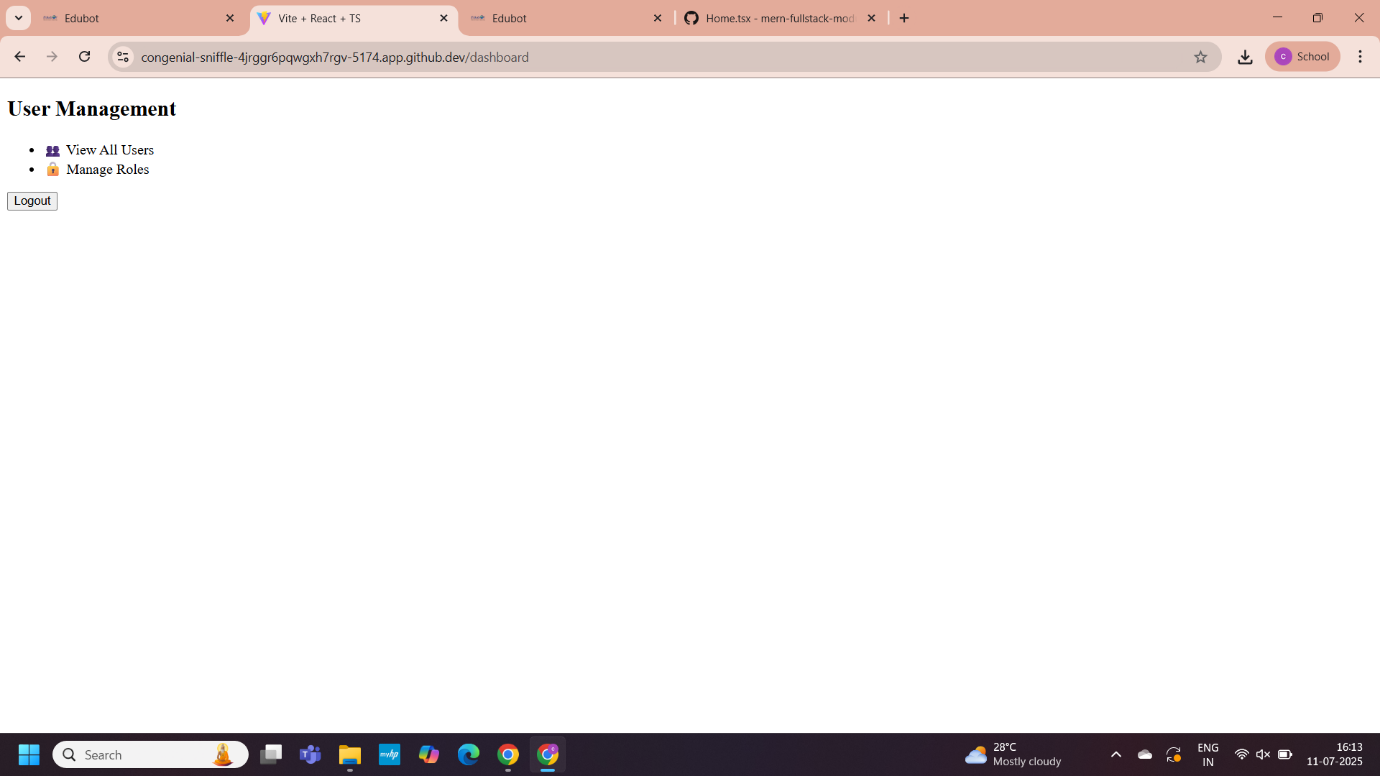 Edubot
Vite + React + TS
Edubot
Home.tsx - mern-fullstack-mod
congenial-sniffle-4jrggr6pqwgxh7rgv-5174.app.github.dev/dashboard
C
School
User Management
• 👥 View All Users
• 🔒 Manage Roles
Logout
Search
myhp
28°C
Mostly cloudy
ENG
IN
16:13
11-07-2025